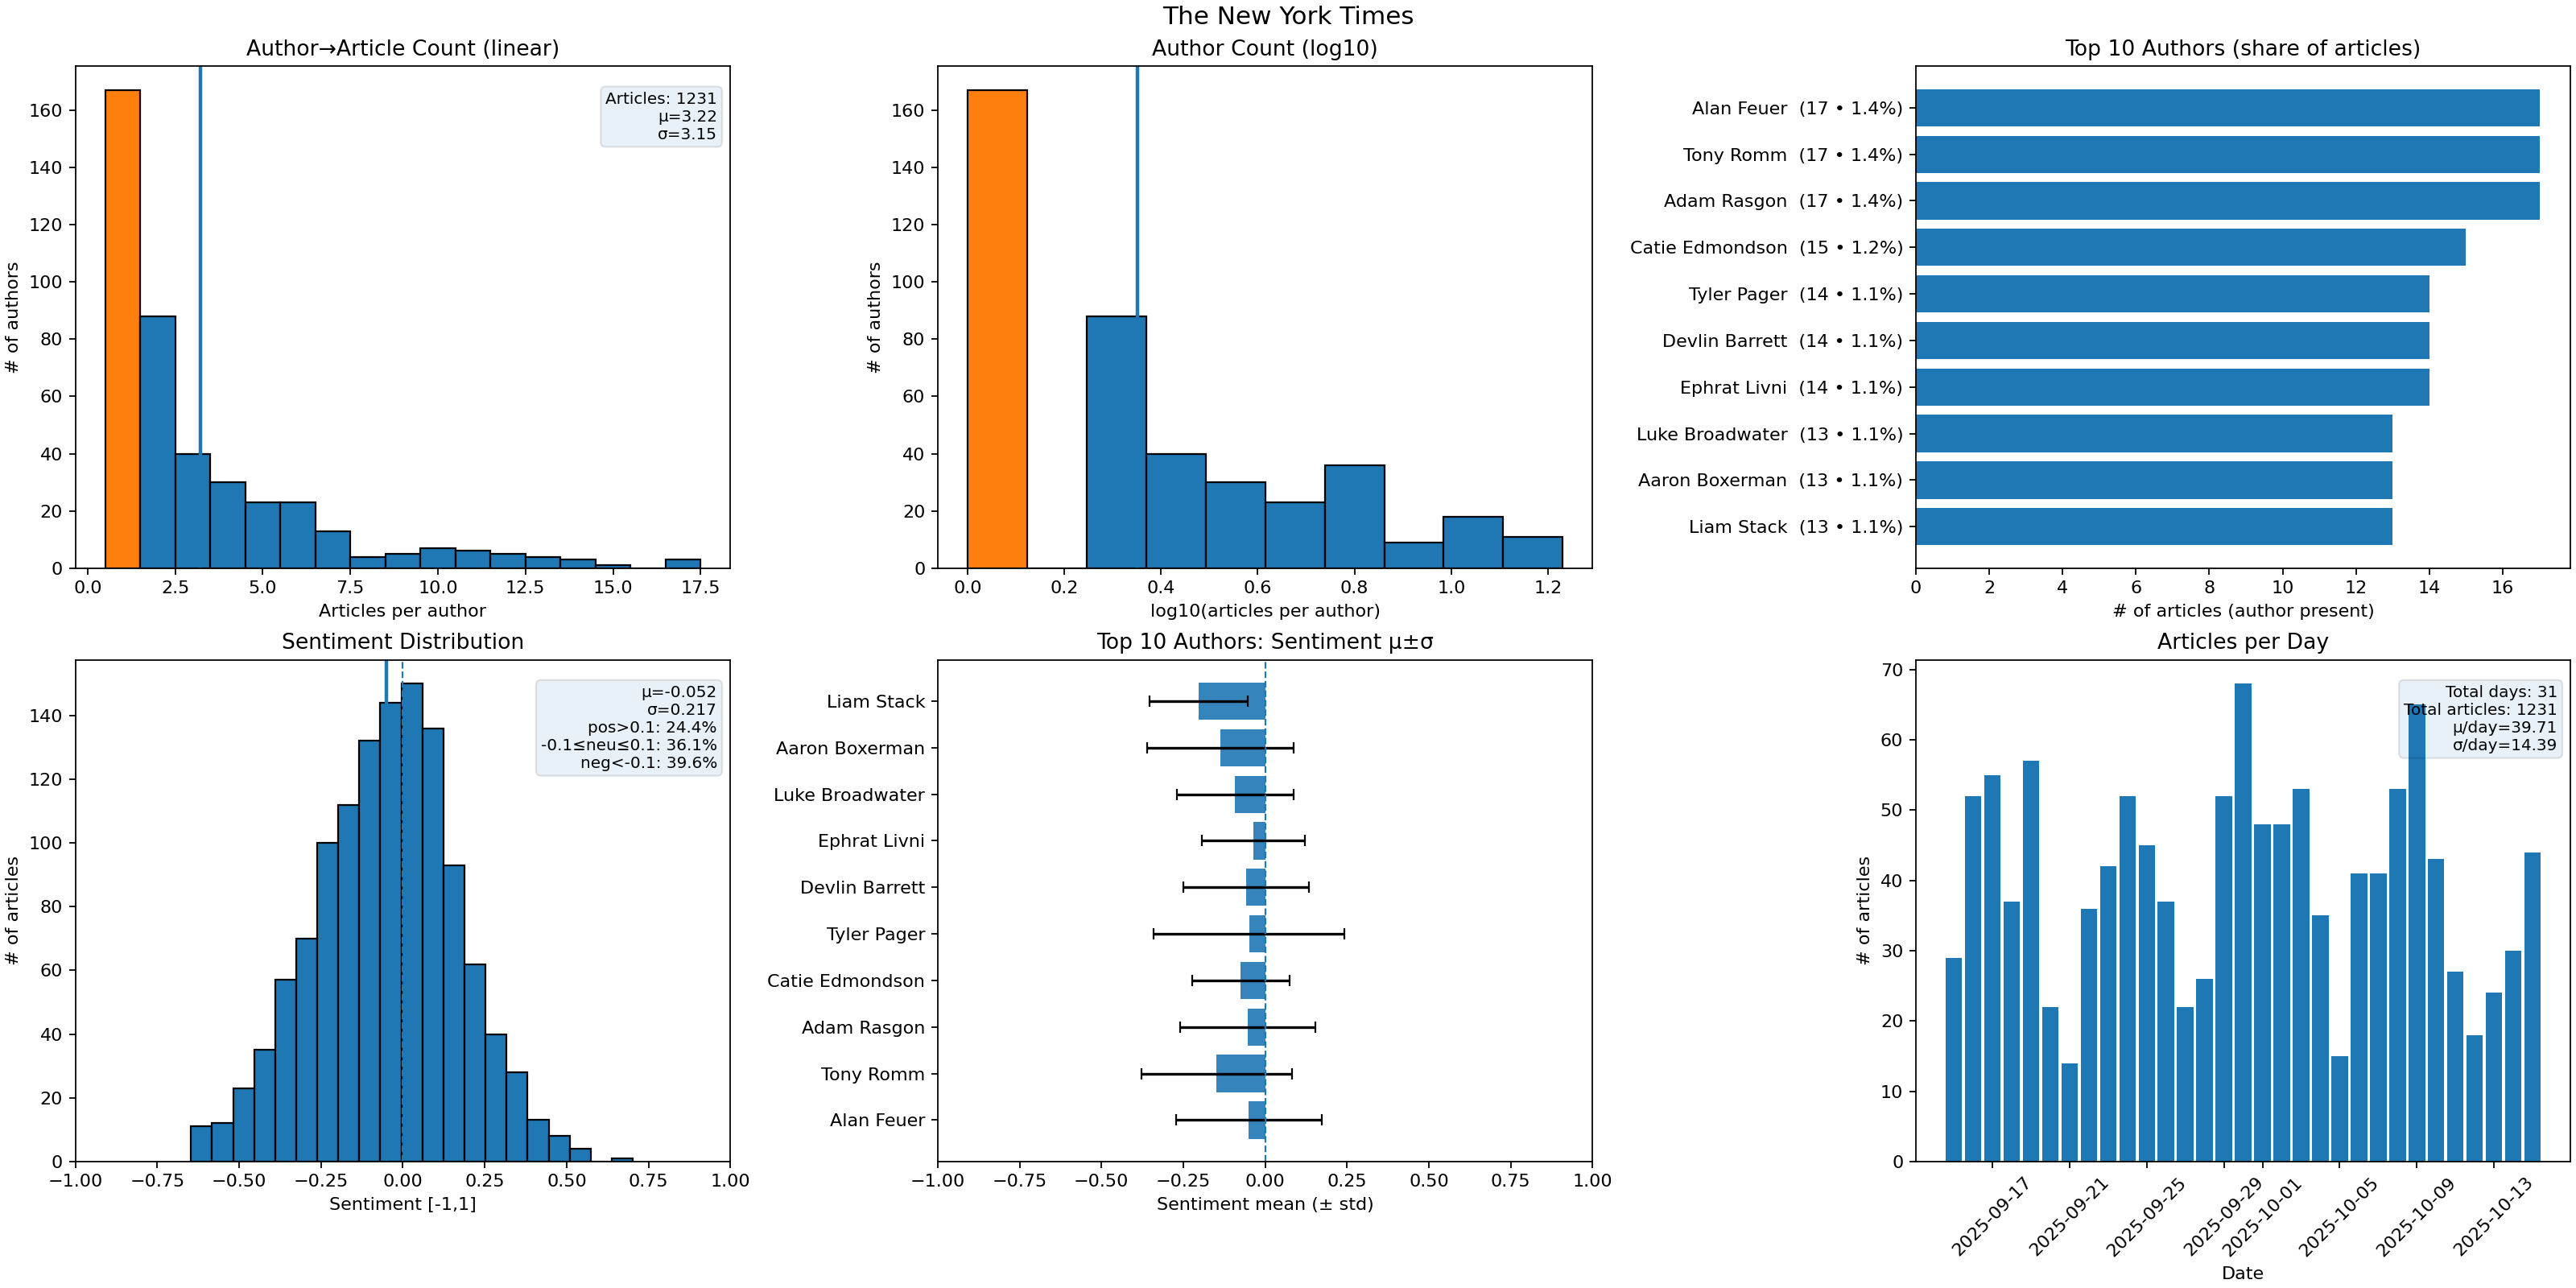 The New York Times
Author→Article Count (linear)
# of authors
160
140
120
100
80
60
40
20
0
Articles: 1231
μ=3.22
σ=3.15
0.0 2.5 5.0 7.5 10.0 12.5 15.0 17.5
Articles per author
Author Count (log10)
# of authors
160
140
120
100
80
60
40
20
0
0.0 0.2 0.4 0.6 0.8 1.0 1.2
log10(articles per author)
Top 10 Authors (share of articles)
Alan Feuer (17 • 1.4%)
Tony Romm (17 • 1.4%)
Adam Rasgon (17 • 1.4%)
Catie Edmondson (15 • 1.2%)
Tyler Pager (14 • 1.1%)
Devlin Barrett (14 • 1.1%)
Ephrat Livni (14 • 1.1%)
Luke Broadwater (13 • 1.1%)
Aaron Boxerman (13 • 1.1%)
Liam Stack (13 • 1.1%)
0 2 4 6 8 10 12 14 16
# of articles (author present)
Sentiment Distribution
# of articles
140
120
100
80
60
40
20
0
μ=-0.052
σ=0.217
pos>0.1: 24.4%
-0.1≤neu≤0.1: 36.1%
neg<-0.1: 39.6%
−1.00 −0.75 −0.50 −0.25 0.00 0.25 0.50 0.75 1.00
Sentiment [-1,1]
Top 10 Authors: Sentiment μ±σ
Liam Stack
Aaron Boxerman
Luke Broadwater
Ephrat Livni
Devlin Barrett
Tyler Pager
Catie Edmondson
Adam Rasgon
Tony Romm
Alan Feuer
−1.00 −0.75 −0.50 −0.25 0.00 0.25 0.50 0.75 1.00
Sentiment mean (± std)
Articles per Day
# of articles
70
60
50
40
30
20
10
0
Total days: 31
Total articles: 1231
μ/day=39.71
σ/day=14.39
2025-09-17 2025-09-21 2025-09-25 2025-09-29 2025-10-01 2025-10-05 2025-10-09 2025-10-13
Date